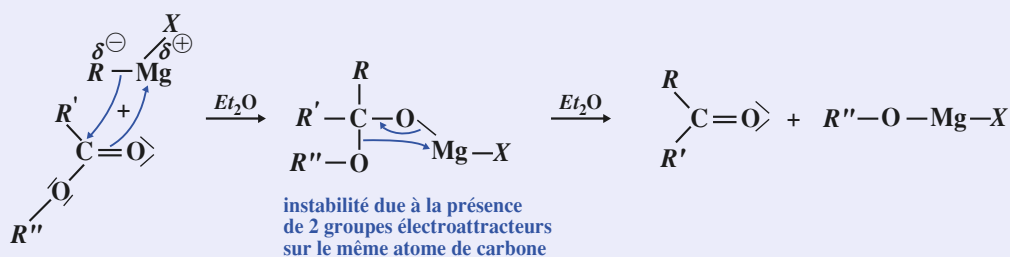 X
δ⊖ δ⊕
R — Mg
R' +
C = O
O
R"
Et₂O
R
R' — C — O
R" — O Mg — X
instabilité due à la présence
de 2 groupes électroattracteurs
sur le même atome de carbone
Et₂O
R
C = O + R" — O — Mg — X
R'